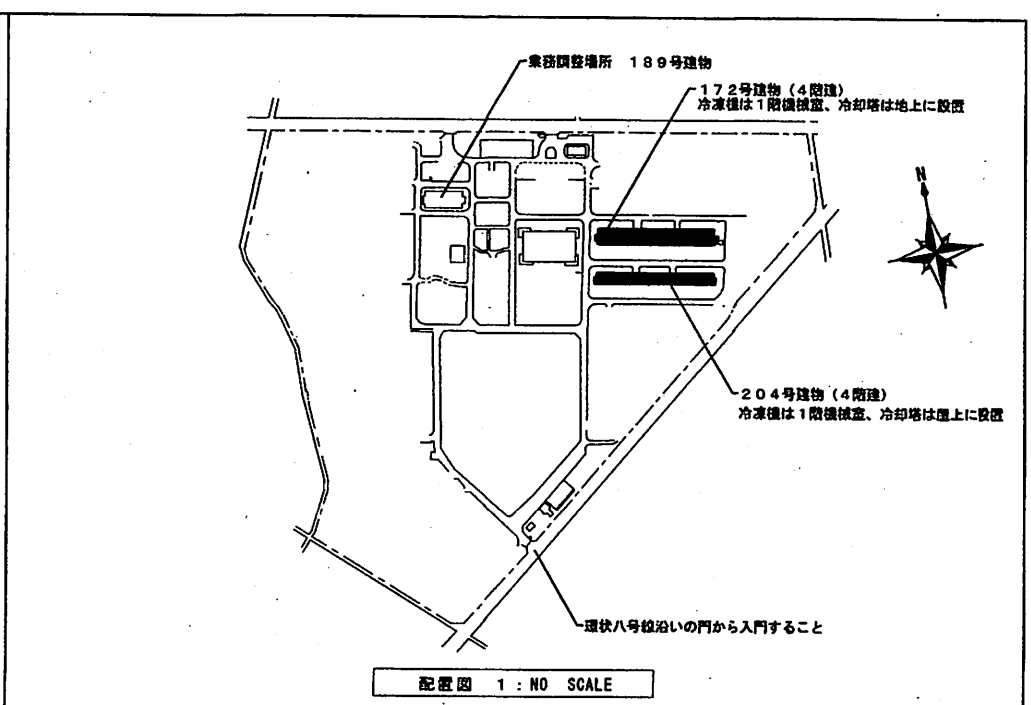 業務調整場所 189号建物
172号建物（4階建）
冷凍機は1階機械室、冷却塔は地上に設置
N
204号建物（4階建）
冷凍機は1階機械室、冷却塔は屋上に設置
環状八号線沿いの門から入門すること
配置図 1：NO SCALE